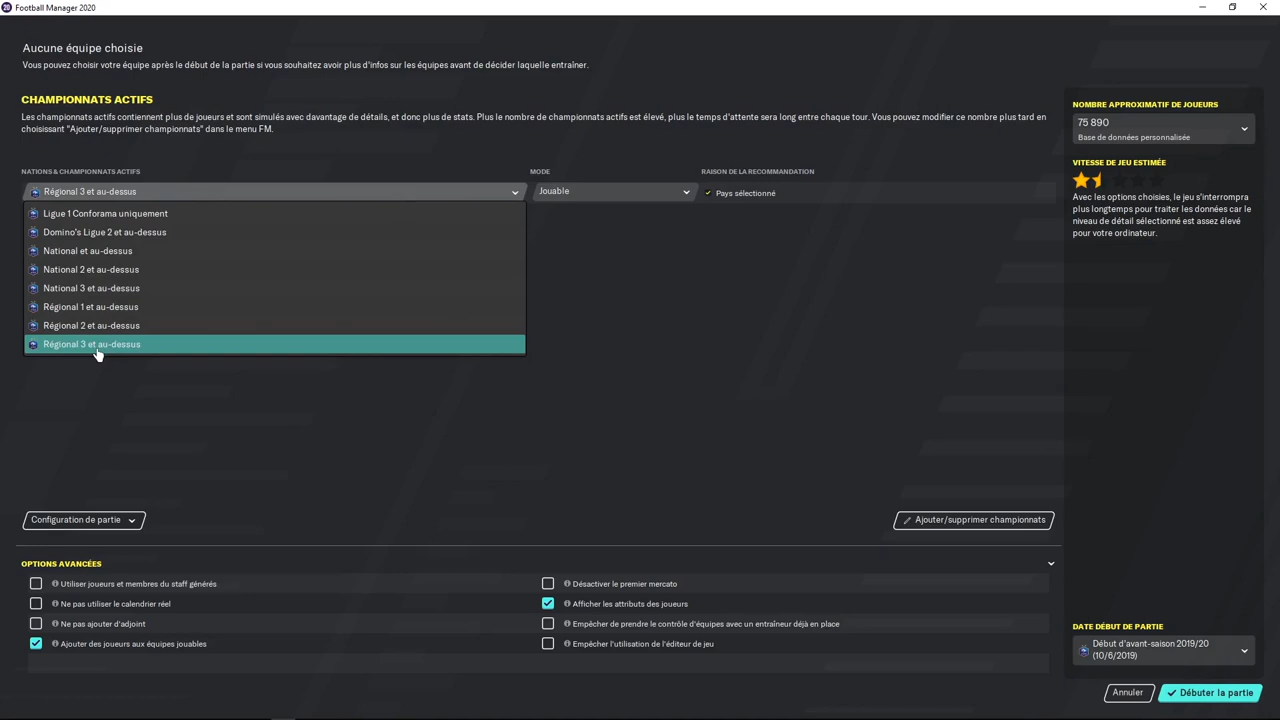 20 Football Manager 2020
Aucune équipe choisie
Vous pouvez choisir votre équipe après le début de la partie si vous souhaitez avoir plus d'infos sur les équipes avant de décider laquelle entraîner.
CHAMPIONNATS ACTIFS
Les championnats actifs contiennent plus de joueurs et sont simulés avec davantage de détails, et donc plus de stats. Plus le nombre de championnats actifs est élevé, plus le temps d'attente sera long entre chaque tour. Vous pouvez modifier ce nombre plus tard en
choisissant "Ajouter/supprimer championnats" dans le menu FM.
NATIONS & CHAMPIONNATS ACTIFS MODE RAISON DE LA RECOMMANDATION
Régional 3 et au-dessus Jouable Pays sélectionné
Ligue 1 Conforama uniquement
Domino's Ligue 2 et au-dessus
National et au-dessus
National 2 et au-dessus
National 3 et au-dessus
Régional 1 et au-dessus
Régional 2 et au-dessus
Régional 3 et au-dessus
Configuration de partie
Ajouter/supprimer championnats
OPTIONS AVANCÉES
Utiliser joueurs et membres du staff générés
Ne pas utiliser le calendrier réel
Ne pas ajouter d'adjoint
Ajouter des joueurs aux équipes jouables
Désactiver le premier mercato
Afficher les attributs des joueurs
Empêcher de prendre le contrôle d'équipes avec un entraîneur déjà en place
Empêcher l'utilisation de l'éditeur de jeu
NOMBRE APPROXIMATIF DE JOUEURS
75 890
Base de données personnalisée
VITESSE DE JEU ESTIMÉE
Avec les options choisies, le jeu s'interrompra
plus longtemps pour traiter les données car le
niveau de détail sélectionné est assez élevé
pour votre ordinateur.
DATE DÉBUT DE PARTIE
Début d'avant-saison 2019/20
(10/6/2019)
Annuler
Débuter la partie